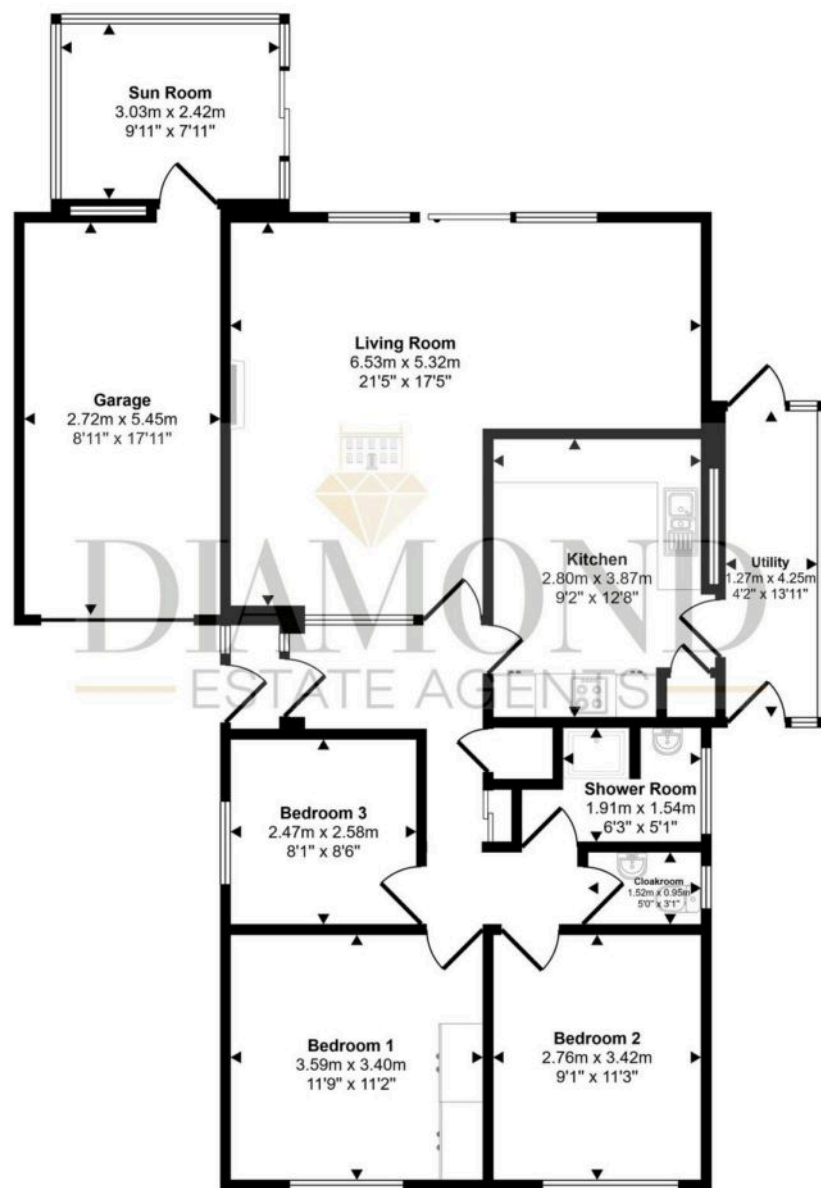 Sun Room
3.03m x 2.42m
9'11" x 7'11"
Living Room
6.53m x 5.32m
21'5" x 17'5"
Garage
2.72m x 5.45m
8'11" x 17'11"
Kitchen
2.80m x 3.87m
9'2" x 12'8"
Utility
1.27m x 4.25m
4'2" x 13'11"
DIAMOND
ESTATE AGENTS
Bedroom 3
2.47m x 2.58m
8'1" x 8'6"
Shower Room
1.91m x 1.54m
6'3" x 5'1"
Cloakroom
1.52m x 0.95m
5'0" x 3'1"
Bedroom 1
3.59m x 3.40m
11'9" x 11'2"
Bedroom 2
2.76m x 3.42m
9'1" x 11'3"